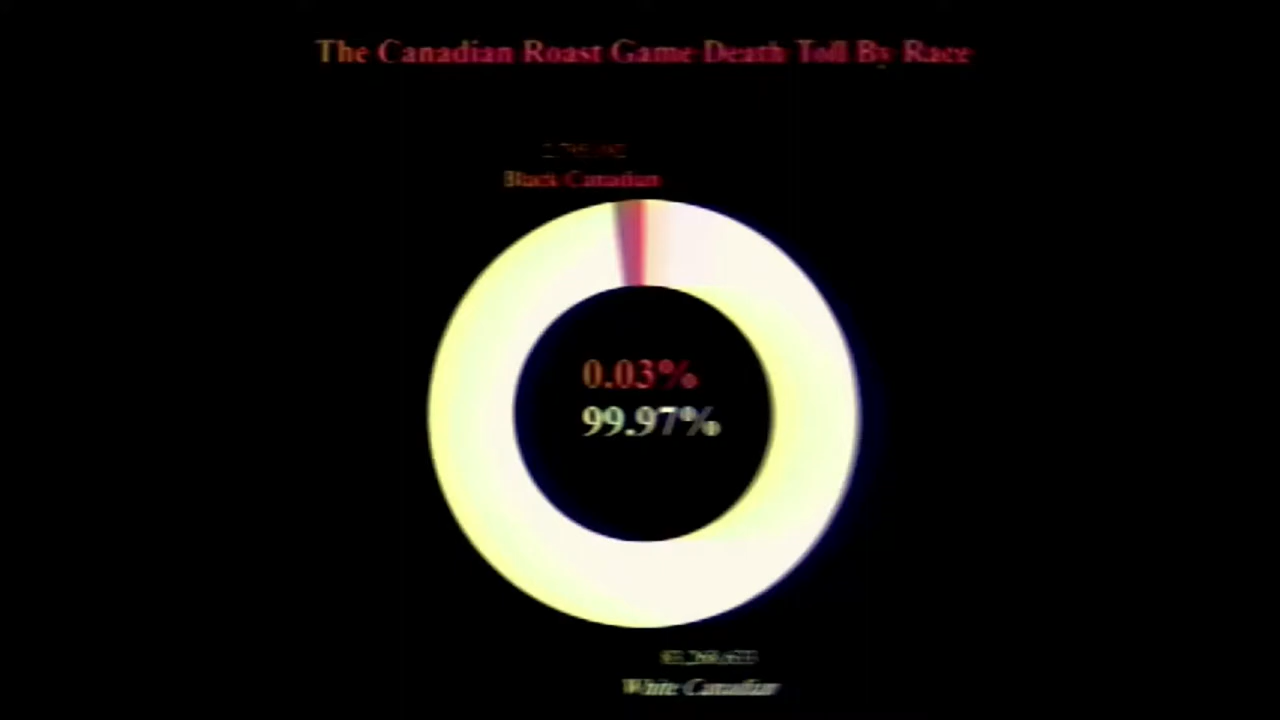 The Canadian Roast Game Death Toll By Race
Black Canadian
0.03%
99.97%
White Canadian